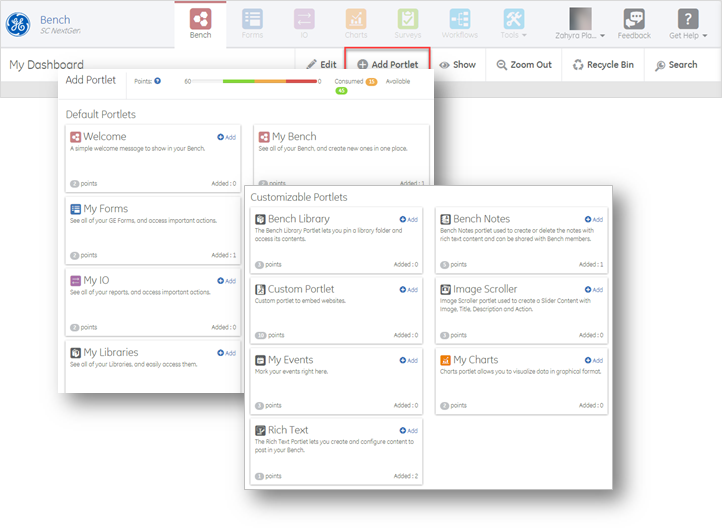 Bench
SC NextGen
Bench
Forms
IO
Charts
Surveys
Workflows
Tools
Zahyra Pla...
Feedback
Get Help
My Dashboard
Edit
Add Portlet
Show
Zoom Out
Recycle Bin
Search
Add Portlet
Points: ?
60
0
Consumed 15
Available
45
Default Portlets
Welcome
Add
A simple welcome message to show in your Bench.
points
Added : 0
My Bench
See all of your Bench, and create new ones in one place.
points
Added : 1
My Forms
See all of your GE Forms, and access important actions.
points
Added : 1
My IO
Add
See all of your reports, and access important actions.
points
Added : 0
My Libraries
Add
See all of your Libraries, and easily access them.
Customizable Portlets
Bench Library
Add
The Bench Library Portlet lets you pin a library folder and
access its contents.
points
Added : 0
Bench Notes
Add
Bench Notes portlet used to create or delete the notes with
rich text content and can be shared with Bench members.
points
Added : 1
Custom Portlet
Add
Custom portlet to embed websites.
10 points
Added : 0
Image Scroller
Add
Image Scroller portlet used to create a Slider Content with
Image, Title, Description and Action.
points
Added : 0
My Events
Add
Mark your events right here.
points
Added : 0
My Charts
Add
Charts portlet allows you to visualize data in graphical format.
2 points
Added : 0
Rich Text
Add
The Rich Text Portlet lets you create and configure content to
post in your Bench.
1 points
Added : 2